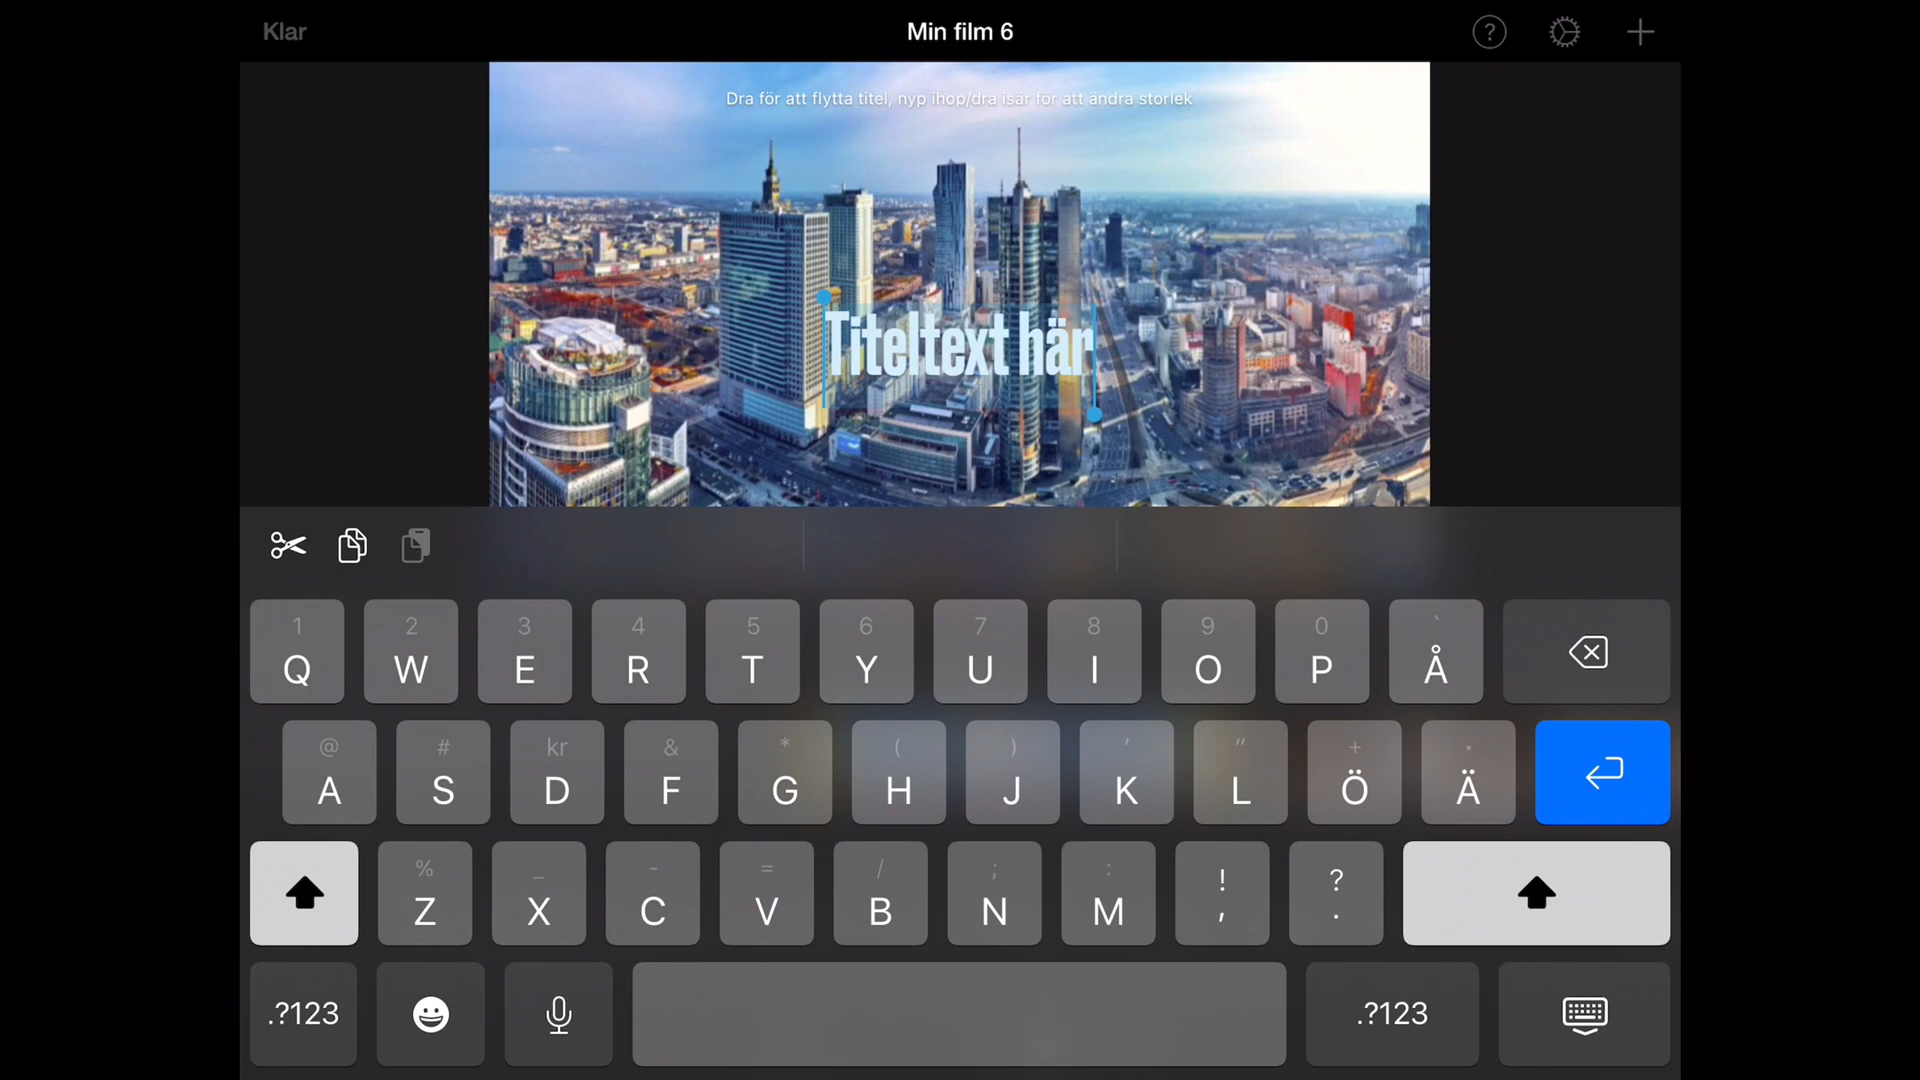 Klar
Min film 6
?
Dra för att flytta titel, nyp ihop/dra isär för att ändra storlek
Titeltext här
1 2 3 4 5 6 7 8 9 0 `
Q W E R T Y U I O P Å
@ # kr & * ( ) ' " + ·
A S D F G H J K L Ö Ä
% _ - = / ; : ! ?
Z X C V B N M , .
.?123 .?123